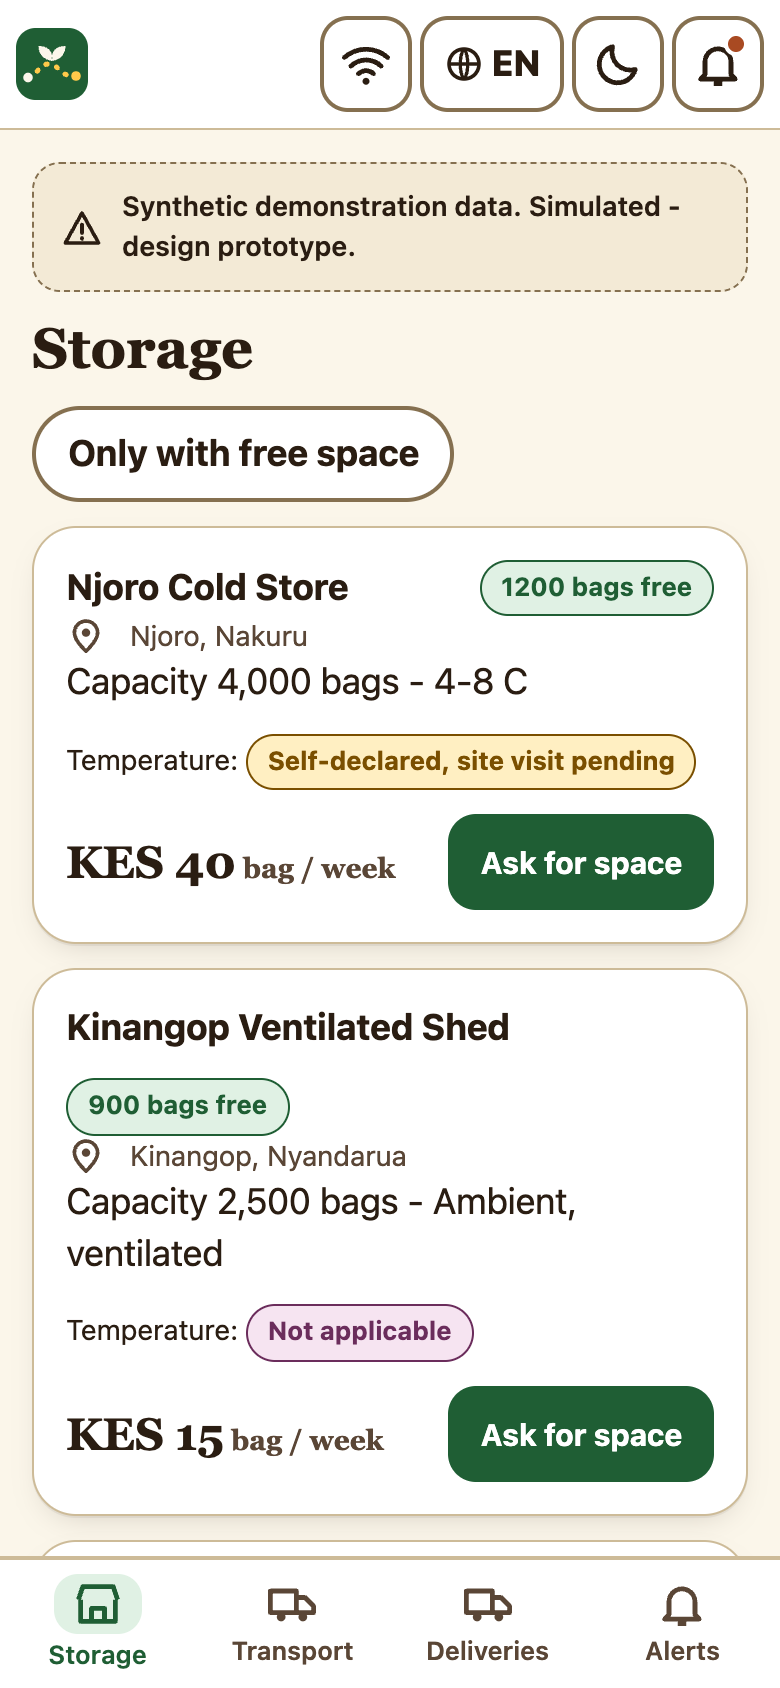 EN
Synthetic demonstration data. Simulated -
design prototype.
Storage
Only with free space
Njoro Cold Store
1200 bags free
Njoro, Nakuru
Capacity 4,000 bags - 4-8 C
Temperature: Self-declared, site visit pending
KES 40 bag / week
Ask for space
Kinangop Ventilated Shed
900 bags free
Kinangop, Nyandarua
Capacity 2,500 bags - Ambient,
ventilated
Temperature: Not applicable
KES 15 bag / week
Ask for space
Storage
Transport
Deliveries
Alerts